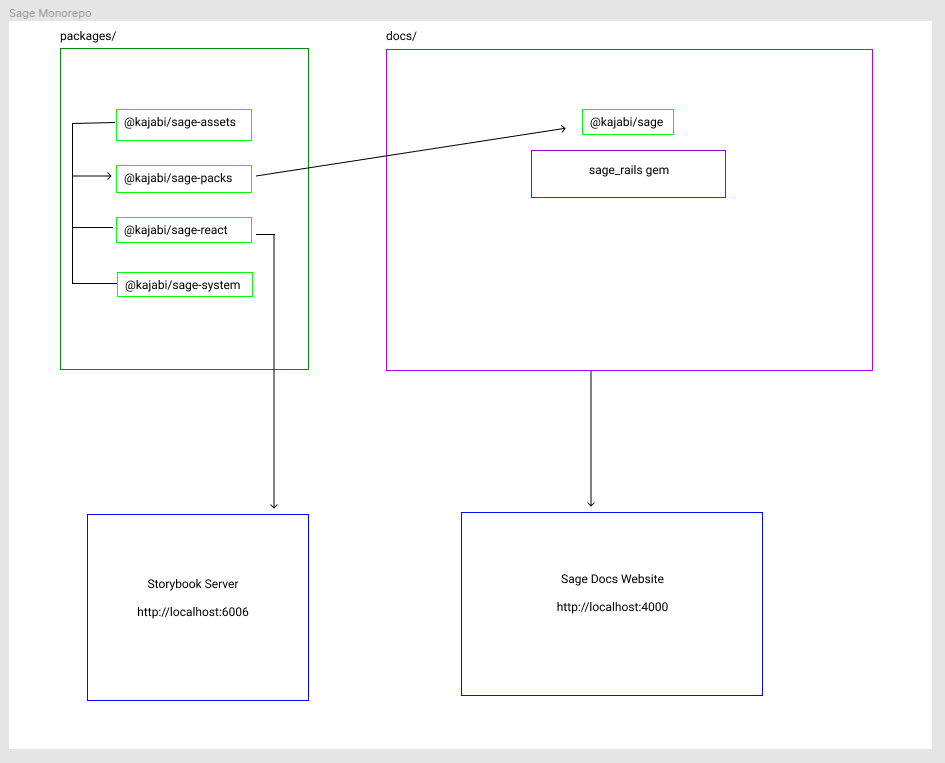 Sage Monorepo
packages/
docs/
@kajabi/sage-assets
@kajabi/sage-packs
@kajabi/sage-react
@kajabi/sage-system
@kajabi/sage
sage_rails gem
Storybook Server
http://localhost:6006
Sage Docs Website
http://localhost:4000